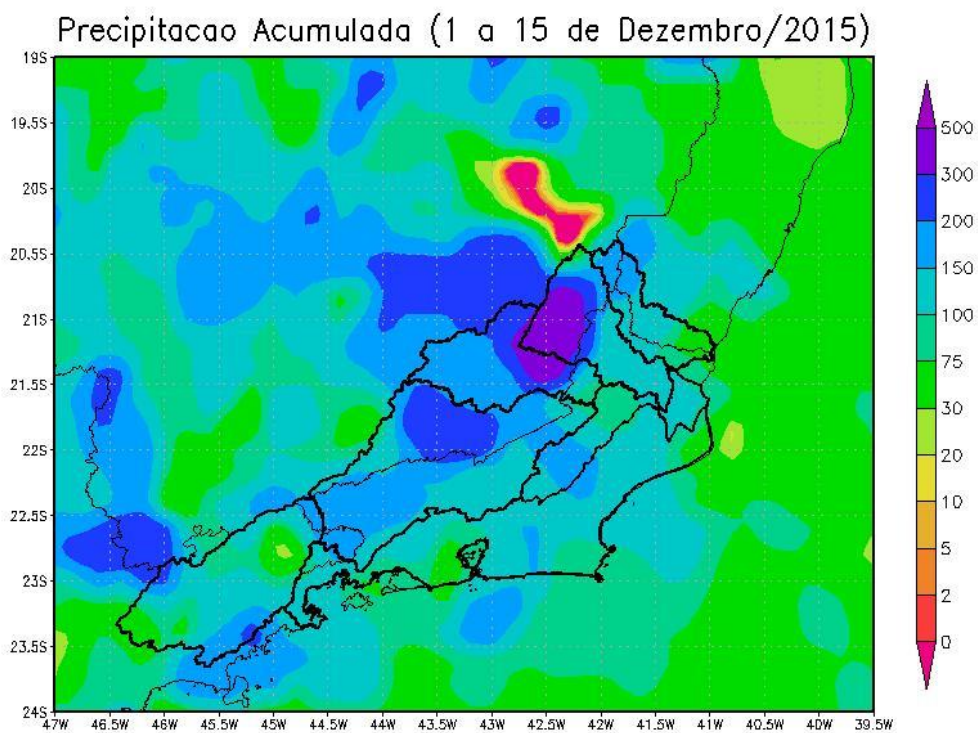 Precipitacao Acumulada (1 a 15 de Dezembro/2015)
19S
19.5S
20S
20.5S
21S
21.5S
22S
22.5S
23S
23.5S
24S
47W 46.5W 46W 45.5W 45W 44.5W 44W 43.5W 43W 42.5W 42W 41.5W 41W 40.5W 40W 39.5W
500
300
200
150
100
75
30
20
10
5
2
0